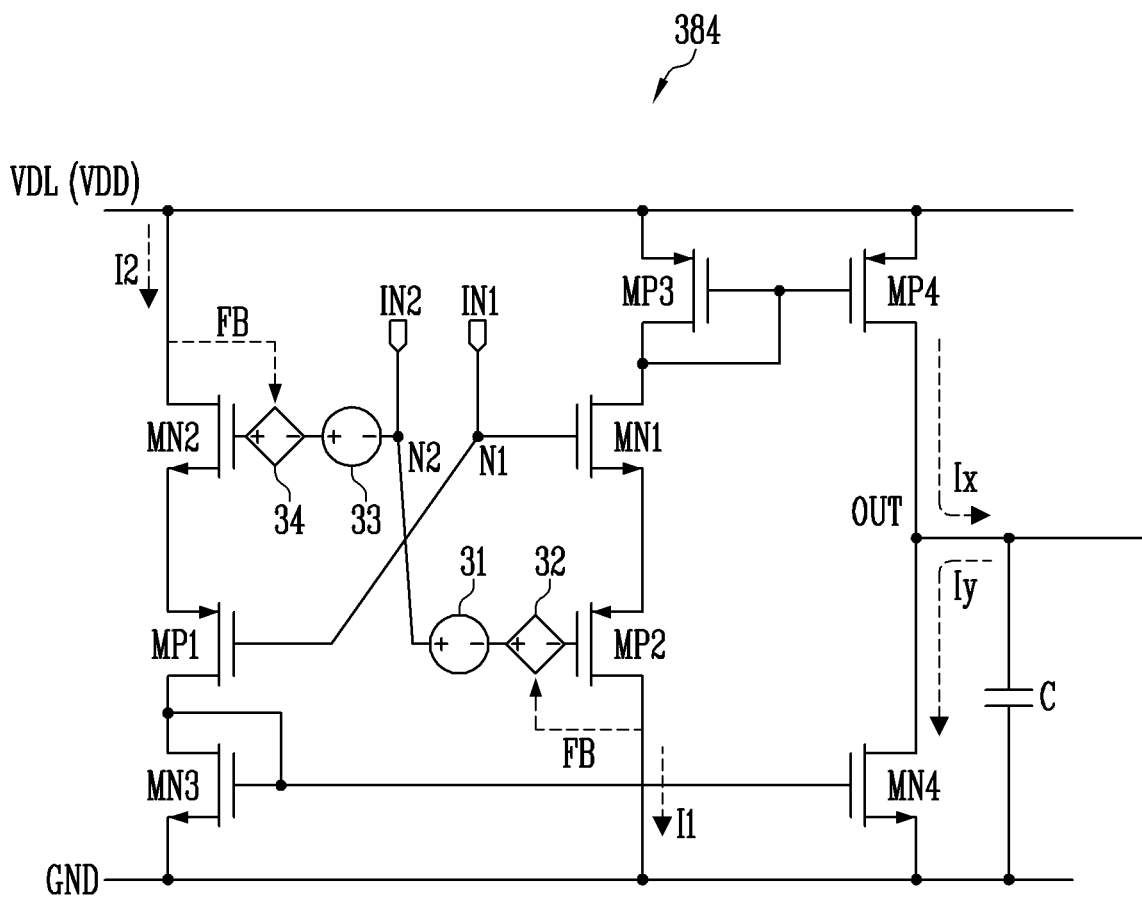 384
VDL (VDD)
I2
FB
IN2
IN1
MP3
MP4
MN2
N2
N1
MN1
34
33
Ix
OUT
31
32
Iy
MP1
MP2
C
FB
MN3
I1
MN4
GND